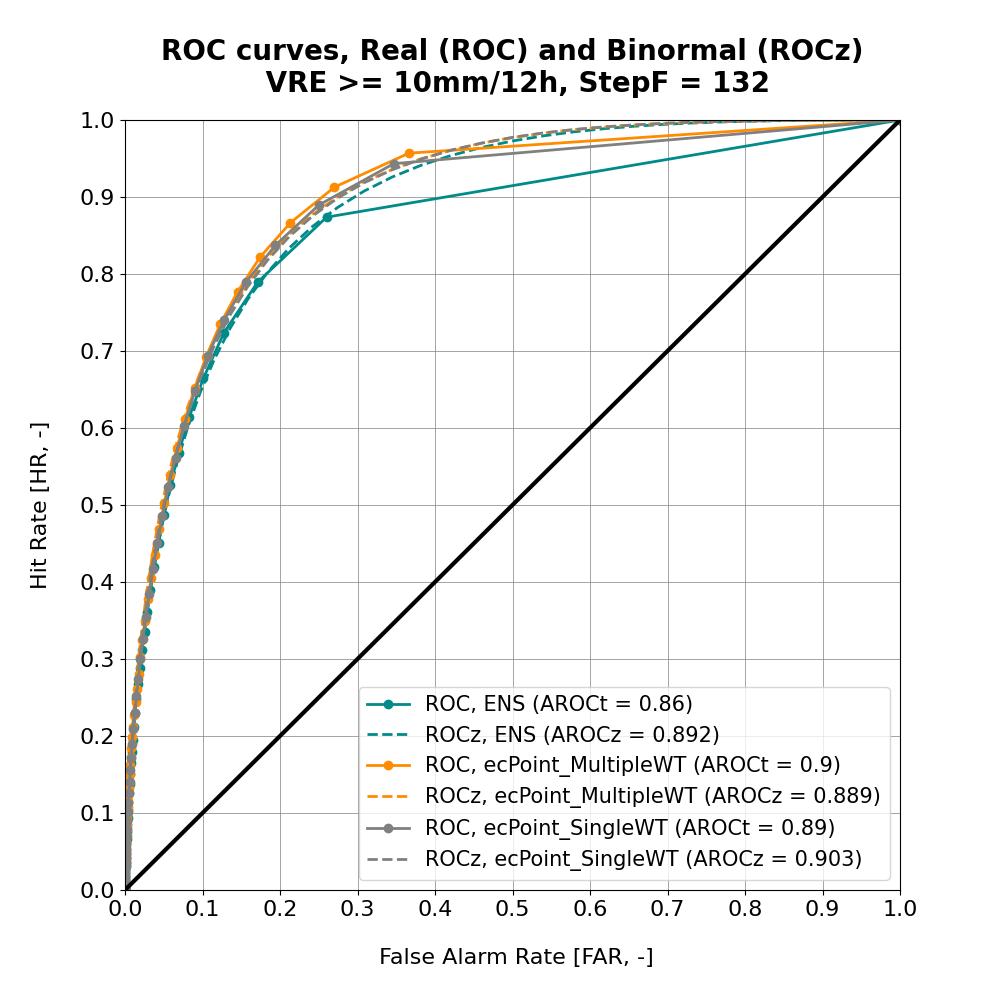 ROC curves, Real (ROC) and Binormal (ROCz)
VRE >= 10mm/12h, StepF = 132
1.0
0.9
0.8
0.7
0.6
0.5
0.4
0.3
0.2
0.1
0.0
Hit Rate [HR, -]
ROC, ENS (AROCt = 0.86)
ROCz, ENS (AROCz = 0.892)
ROC, ecPoint_MultipleWT (AROCt = 0.9)
ROCz, ecPoint_MultipleWT (AROCz = 0.889)
ROC, ecPoint_SingleWT (AROCt = 0.89)
ROCz, ecPoint_SingleWT (AROCz = 0.903)
0.0 0.1 0.2 0.3 0.4 0.5 0.6 0.7 0.8 0.9 1.0
False Alarm Rate [FAR, -]